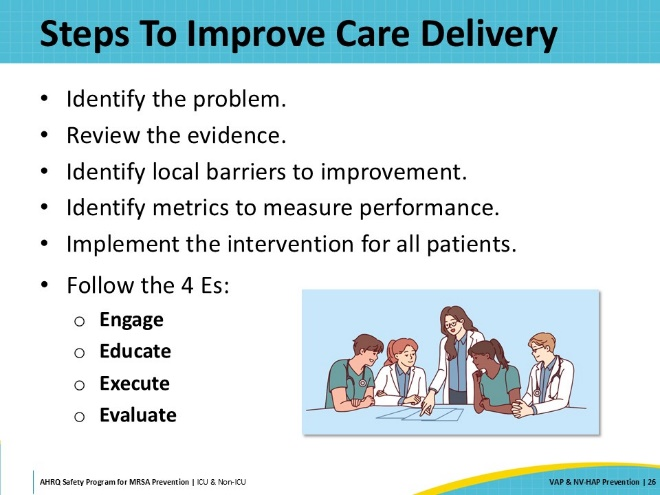 Steps To Improve Care Delivery
• Identify the problem.
• Review the evidence.
• Identify local barriers to improvement.
• Identify metrics to measure performance.
• Implement the intervention for all patients.
• Follow the 4 Es:
o Engage
o Educate
o Execute
o Evaluate
AHRQ Safety Program for MRSA Prevention | ICU & Non-ICU
VAP & NV-HAP Prevention | 26